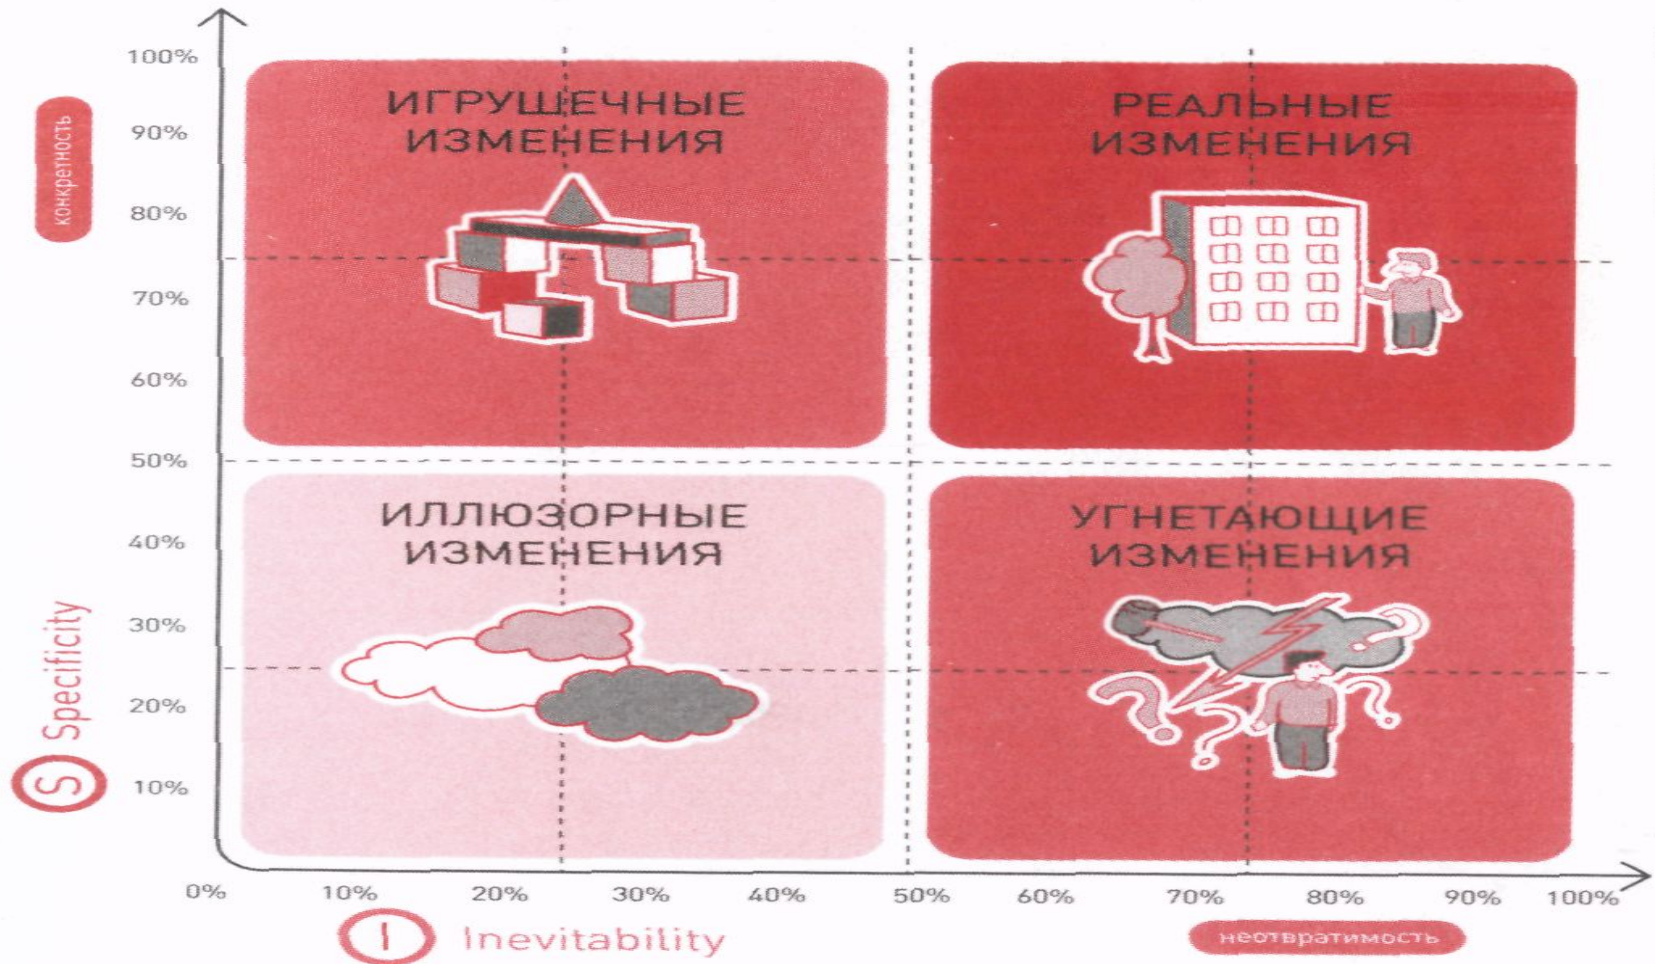 100%
90%
80%
70%
60%
50%
40%
30%
20%
10%
конкретность
S Specificity
ИГРУШЕЧНЫЕ
ИЗМЕНЕНИЯ
РЕАЛЬНЫЕ
ИЗМЕНЕНИЯ
ИЛЛЮЗОРНЫЕ
ИЗМЕНЕНИЯ
УГНЕТАЮЩИЕ
ИЗМЕНЕНИЯ
? ? ? ?
0% 10% 20% 30% 40% 50% 60% 70% 80% 90% 100%
I Inevitability
неотвратимость